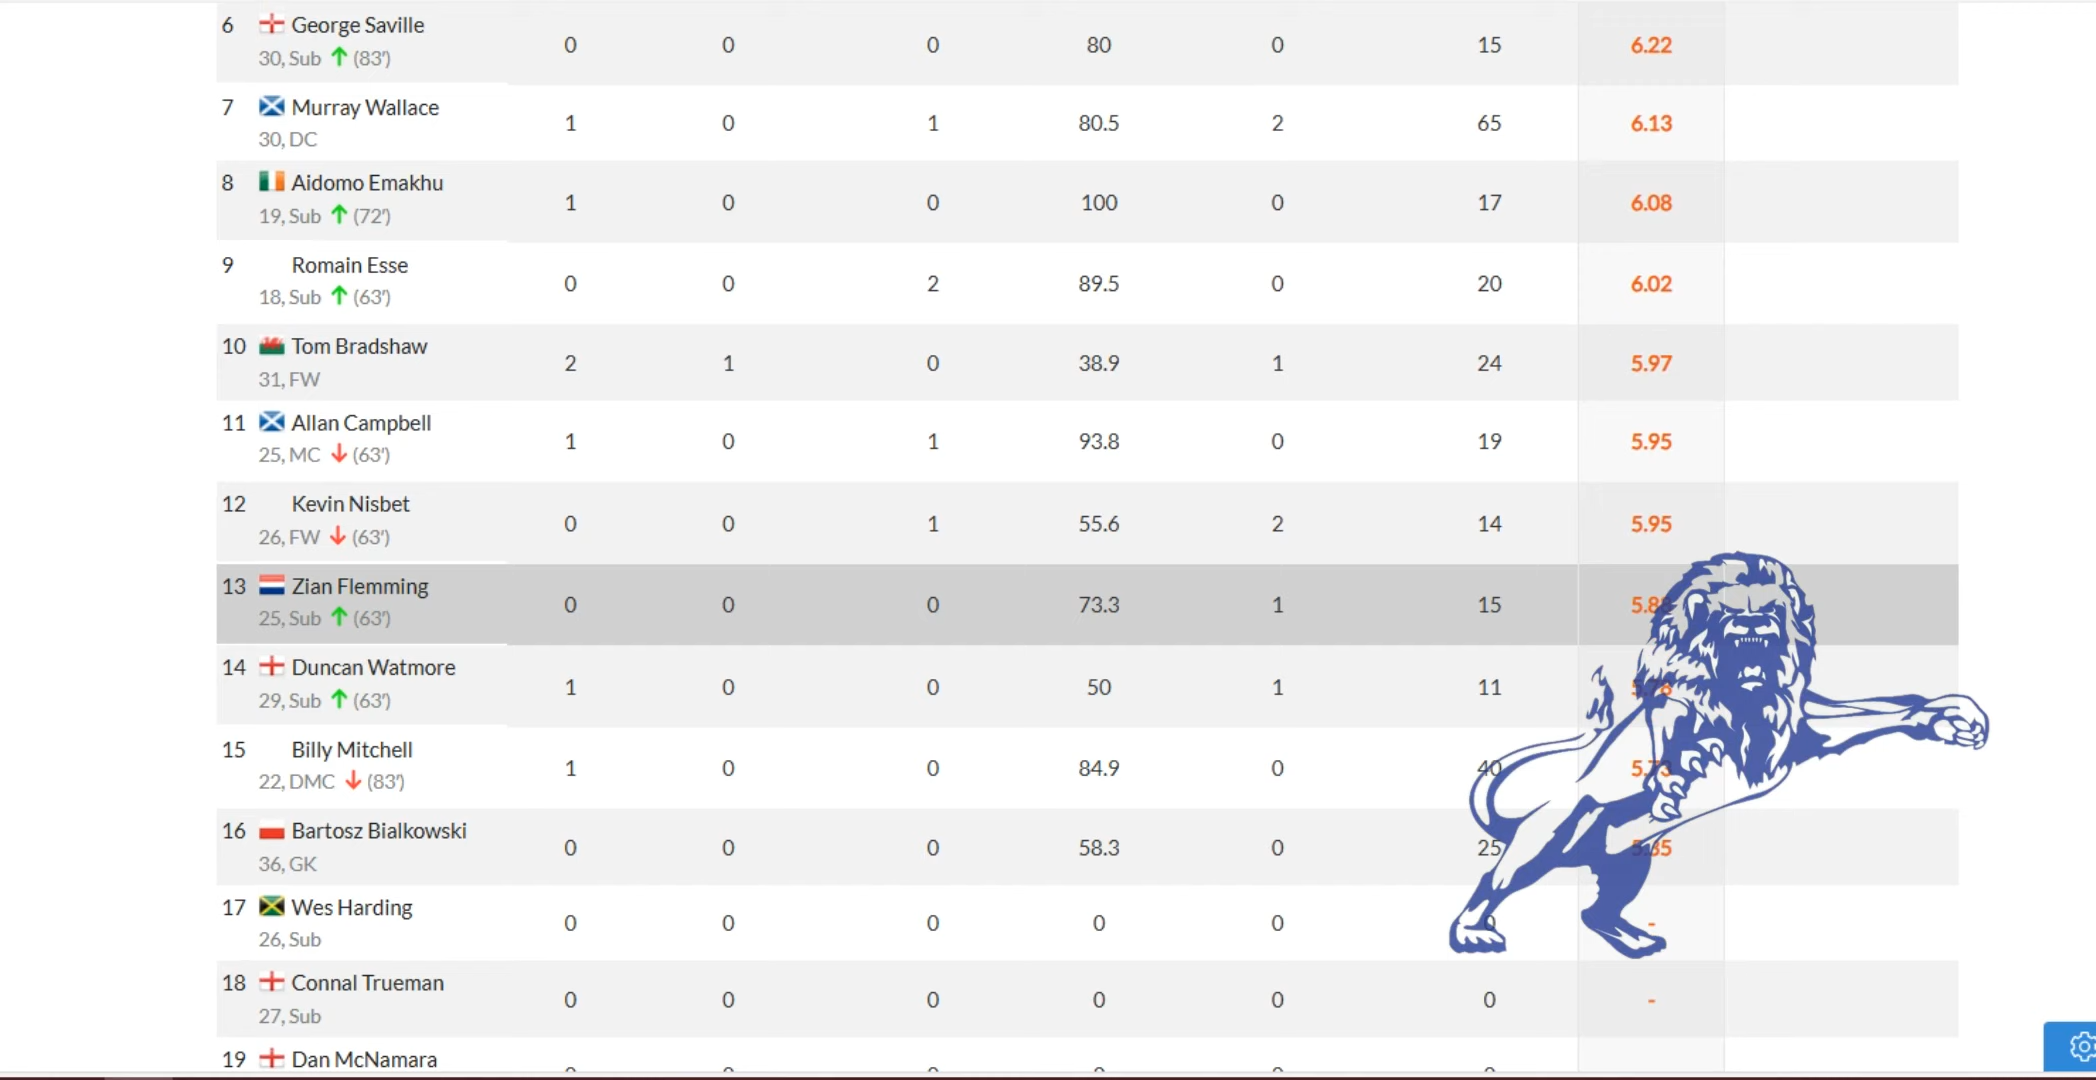 6 George Saville
30, Sub (83')
0 0 0 80 0 15 6.22
7 Murray Wallace
30, DC
1 0 1 80.5 2 65 6.13
8 Aidomo Emakhu
19, Sub (72')
1 0 0 100 0 17 6.08
9 Romain Esse
18, Sub (63')
0 0 2 89.5 0 20 6.02
10 Tom Bradshaw
31, FW
2 1 0 38.9 1 24 5.97
11 Allan Campbell
25, MC (63')
1 0 1 93.8 0 19 5.95
12 Kevin Nisbet
26, FW (63')
0 0 1 55.6 2 14 5.95
13 Zian Flemming
25, Sub (63')
0 0 0 73.3 1 15
14 Duncan Watmore
29, Sub (63')
1 0 0 50 1 11
15 Billy Mitchell
22, DMC (83')
1 0 0 84.9 0 40 5.73
16 Bartosz Bialkowski
36, GK
0 0 0 58.3 0 25
17 Wes Harding
26, Sub
0 0 0 0 0 0 -
18 Connal Trueman
27, Sub
0 0 0 0 0 0 -
19 Dan McNamara